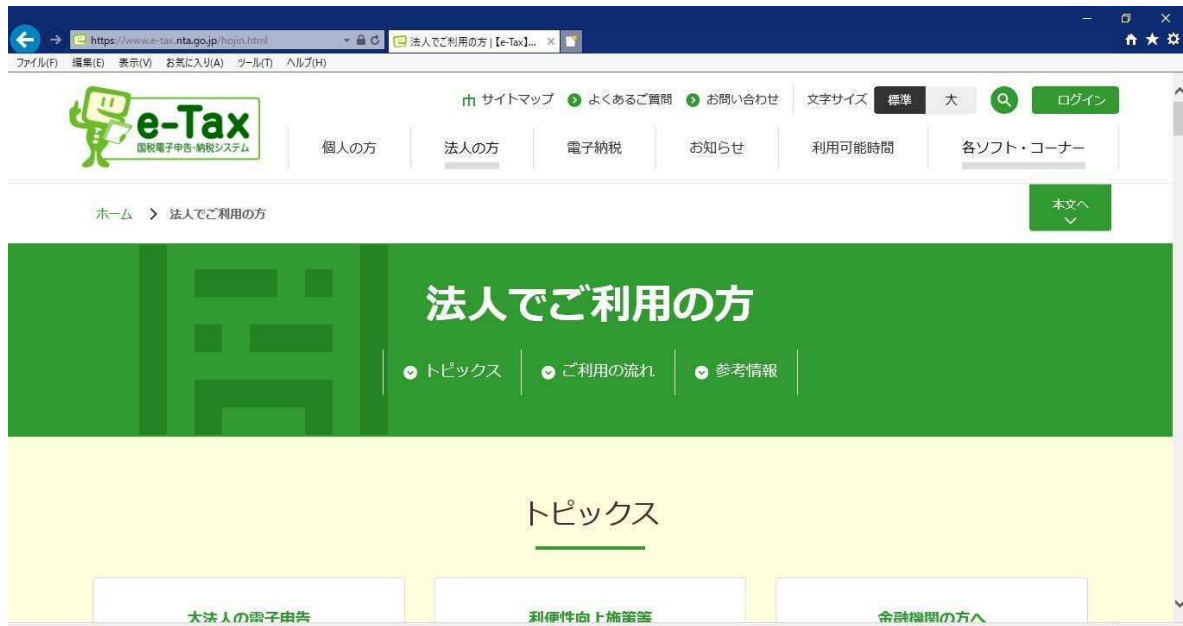 https://www.e-tax.nta.go.jp/hojin.html
法人でご利用の方 | 【e-Tax】...
ファイル(F) 編集(E) 表示(V) お気に入り(A) ツール(T) ヘルプ(H)
サイトマップ よくあるご質問 お問い合わせ 文字サイズ 標準 大 ログイン
e-Tax
国税電子申告・納税システム
個人の方 法人の方 電子納税 お知らせ 利用可能時間 各ソフト・コーナー
ホーム 法人でご利用の方
本文へ
法人でご利用の方
トピックス ご利用の流れ 参考情報
トピックス
大法人の電子申告 利便性向上施策等 金融機関の方へ